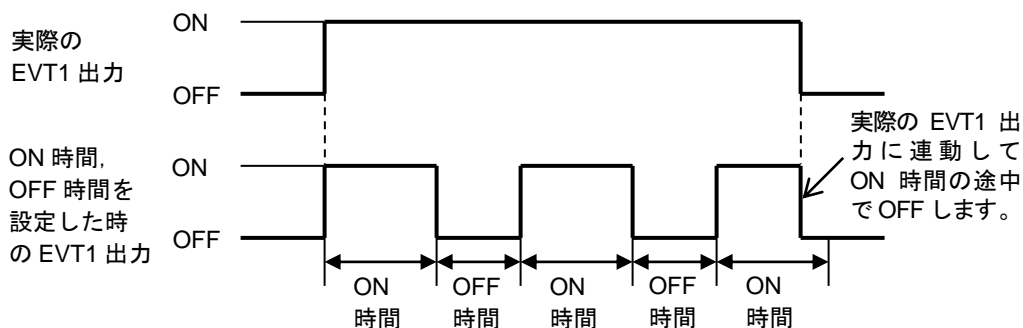 実際の
EVT1 出力
ON
OFF
ON 時間,
OFF 時間を
設定した時
の EVT1 出力
ON
OFF
実際の EVT1 出
力に連動して
ON 時間の途中
で OFF します。
ON
時間
OFF
時間
ON
時間
OFF
時間
ON
時間